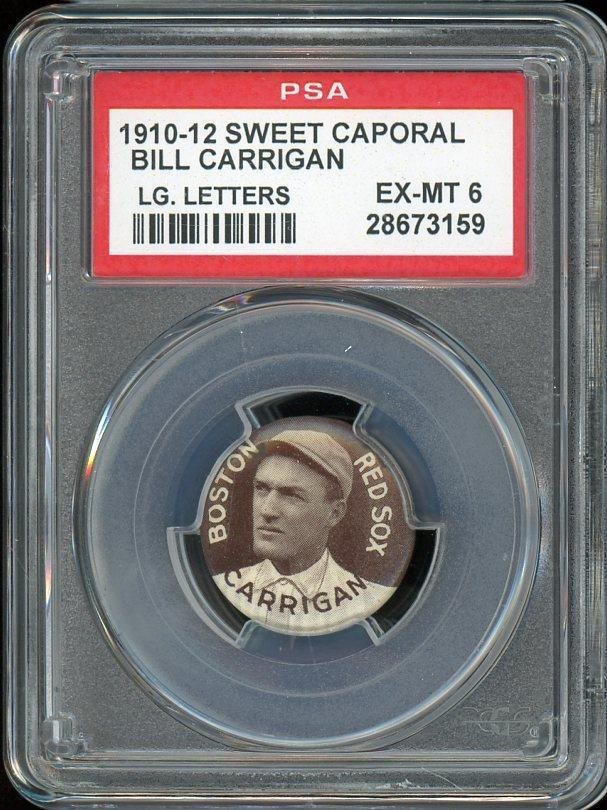 PSA
1910-12 SWEET CAPORAL
BILL CARRIGAN
LG. LETTERS EX-MT 6
28673159
BOSTON RED SOX
CARRIGAN